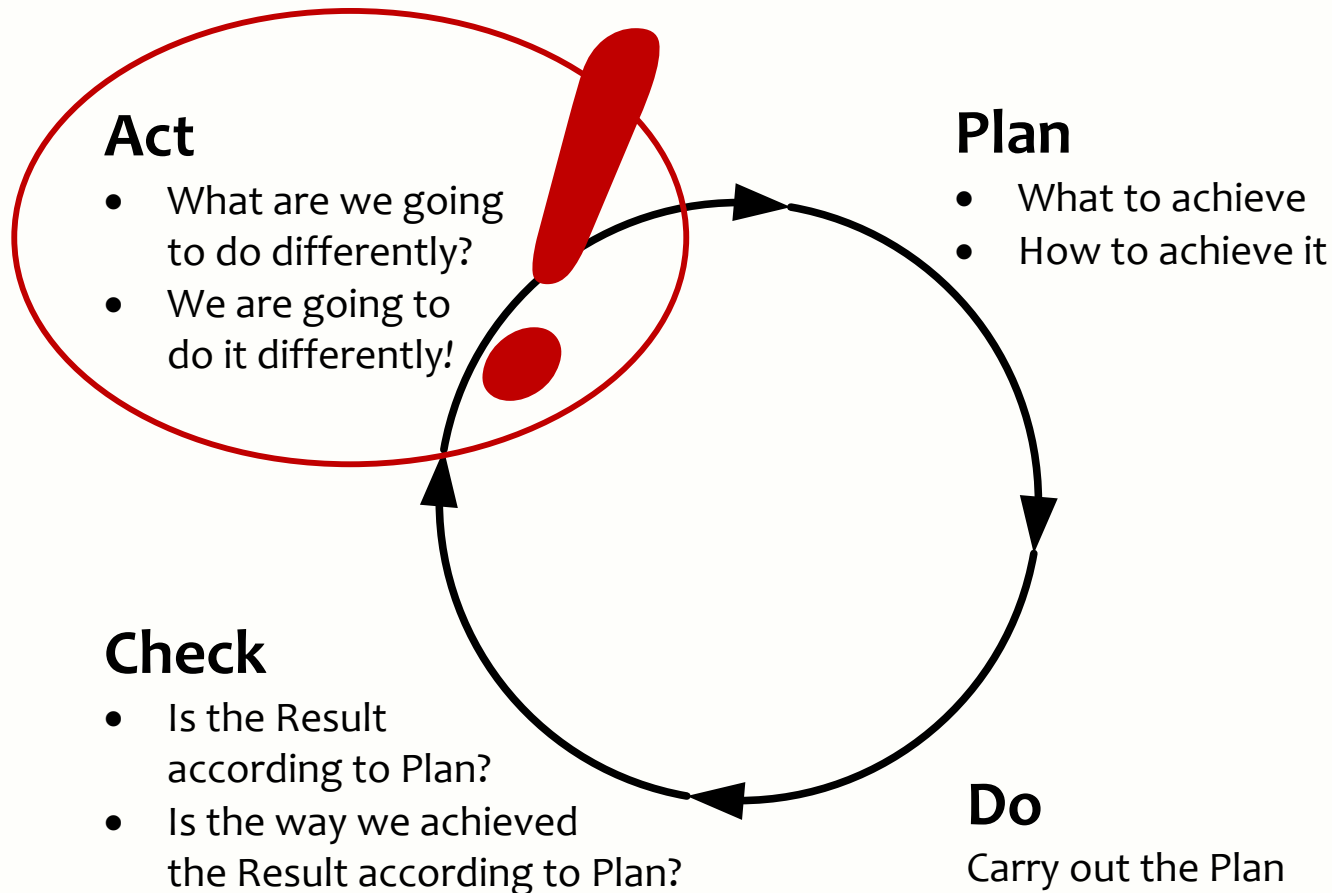 Act
• What are we going
to do differently?
• We are going to
do it differently!
Plan
• What to achieve
• How to achieve it
Check
• Is the Result
according to Plan?
• Is the way we achieved
the Result according to Plan?
Do
Carry out the Plan